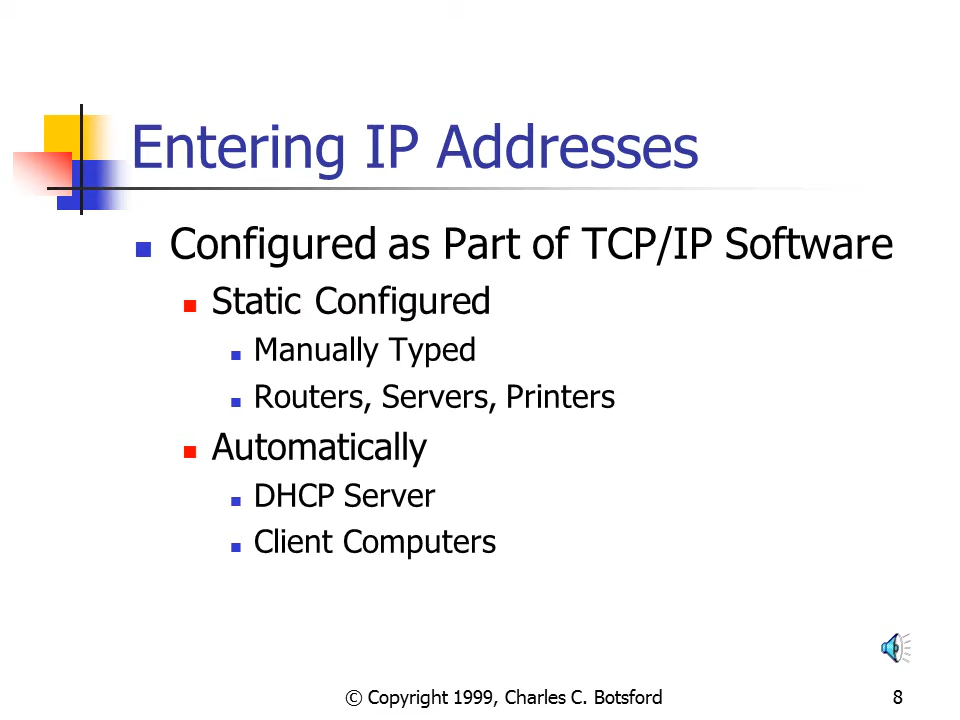 Entering IP Addresses
Configured as Part of TCP/IP Software
Static Configured
Manually Typed
Routers, Servers, Printers
Automatically
DHCP Server
Client Computers
© Copyright 1999, Charles C. Botsford
8